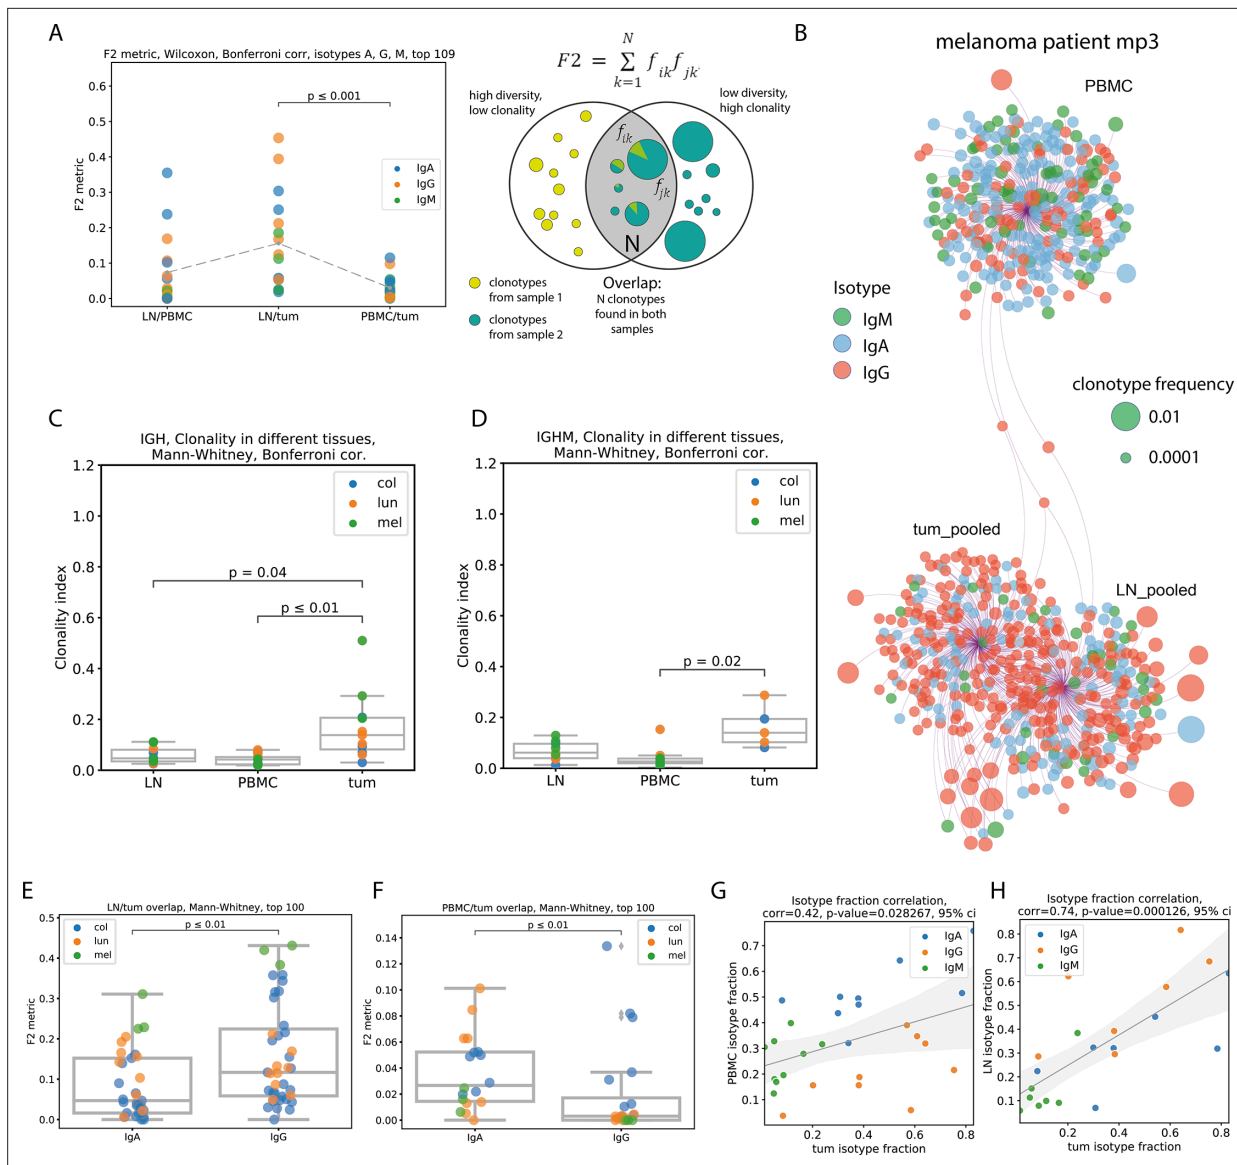 A
F2 metric, Wilcoxon, Bonferroni corr, isotypes A, G, M, top 109
F2 metric
0.6
0.5
0.4
0.3
0.2
0.1
0.0
p ≤ 0.001
IgA
IgG
IgM
LN/PBMC
LN/tum
PBMC/tum
F2 = N ∑ k=1 f ik f jk
high diversity,
low clonality
low diversity,
high clonality
f ik
f jk
N
clonotypes
from sample 1
clonotypes
from sample 2
Overlap:
N clonotypes
found in both
samples
B
melanoma patient mp3
PBMC
Isotype
IgM
IgA
IgG
clonotype frequency
0.01
0.0001
tum_pooled
LN_pooled
C
IGH, Clonality in different tissues,
Mann-Whitney, Bonferroni cor.
Clonality index
1.2
1.0
0.8
0.6
0.4
0.2
0.0
col
lun
mel
p = 0.04
p ≤ 0.01
LN
PBMC
tum
D
IGHM, Clonality in different tissues,
Mann-Whitney, Bonferroni cor.
Clonality index
1.2
1.0
0.8
0.6
0.4
0.2
0.0
col
lun
mel
p = 0.02
LN
PBMC
tum
E
LN/tum overlap, Mann-Whitney, top 100
F2 metric
0.5
0.4
0.3
0.2
0.1
0.0
col
lun
mel
p ≤ 0.01
IgA
IgG
F
PBMC/tum overlap, Mann-Whitney, top 100
F2 metric
0.14
0.12
0.10
0.08
0.06
0.04
0.02
0.00
p ≤ 0.01
col
lun
mel
IgA
IgG
G
Isotype fraction correlation,
corr=0.42, p-value=0.028267, 95% ci
PBMC isotype fraction
0.7
0.6
0.5
0.4
0.3
0.2
0.1
IgA
IgG
IgM
0.2
0.4
0.6
0.8
tum isotype fraction
H
Isotype fraction correlation,
corr=0.74, p-value=0.000126, 95% ci
LN isotype fraction
0.8
0.7
0.6
0.5
0.4
0.3
0.2
0.1
IgA
IgG
IgM
0.0
0.2
0.4
0.6
0.8
tum isotype fraction